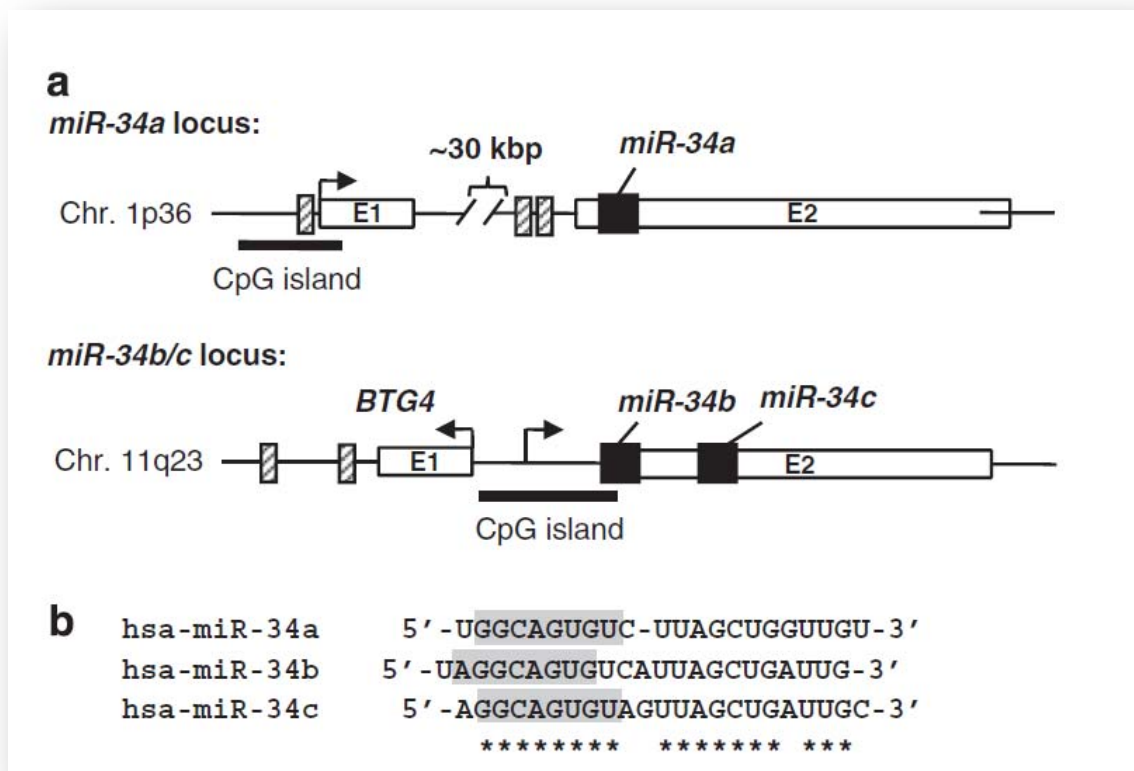 a
miR-34a locus:
~30 kbp
miR-34a
Chr. 1p36
E1
E2
CpG island
miR-34b/c locus:
BTG4
miR-34b
miR-34c
Chr. 11q23
E1
E2
CpG island
b
hsa-miR-34a 5’-UGGCAGUGUC-UUAGCUGGUUGU-3’
hsa-miR-34b 5’-UAGGCAGUGUCAUUAGCUGAUUG-3’
hsa-miR-34c 5’-AGGCAGUGUAGUUAGCUGAUUGC-3’
******** ******* ***